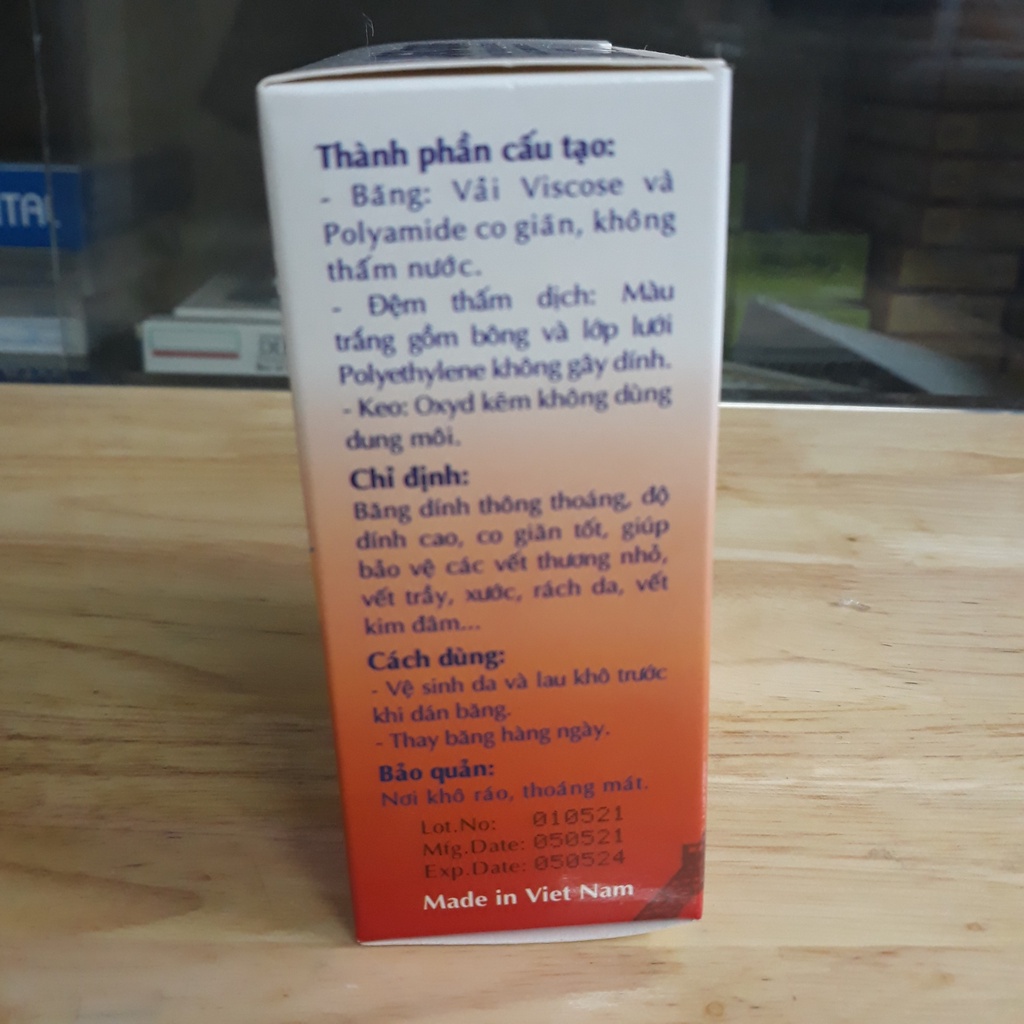 Thành phần cấu tạo:
- Băng: Vải Viscose và
Polyamide co giãn, không
thấm nước.
- Đệm thấm dịch: Màu
trắng gồm bông và lớp lưới
Polyethylene không gây dính.
- Keo: Oxyd kẽm không dùng
dung môi.
Chỉ định:
Băng dính thông thoáng, độ
dính cao, co giãn tốt, giúp
bảo vệ các vết thương nhỏ,
vết trầy, xước, rách da, vết
kim đâm...
Cách dùng:
- Vệ sinh da và lau khô trước
khi dán băng.
- Thay băng hàng ngày.
Bảo quản:
Nơi khô ráo, thoáng mát.
Lot.No: 010521
Mfg.Date: 050521
Exp.Date: 050524
Made in Viet Nam